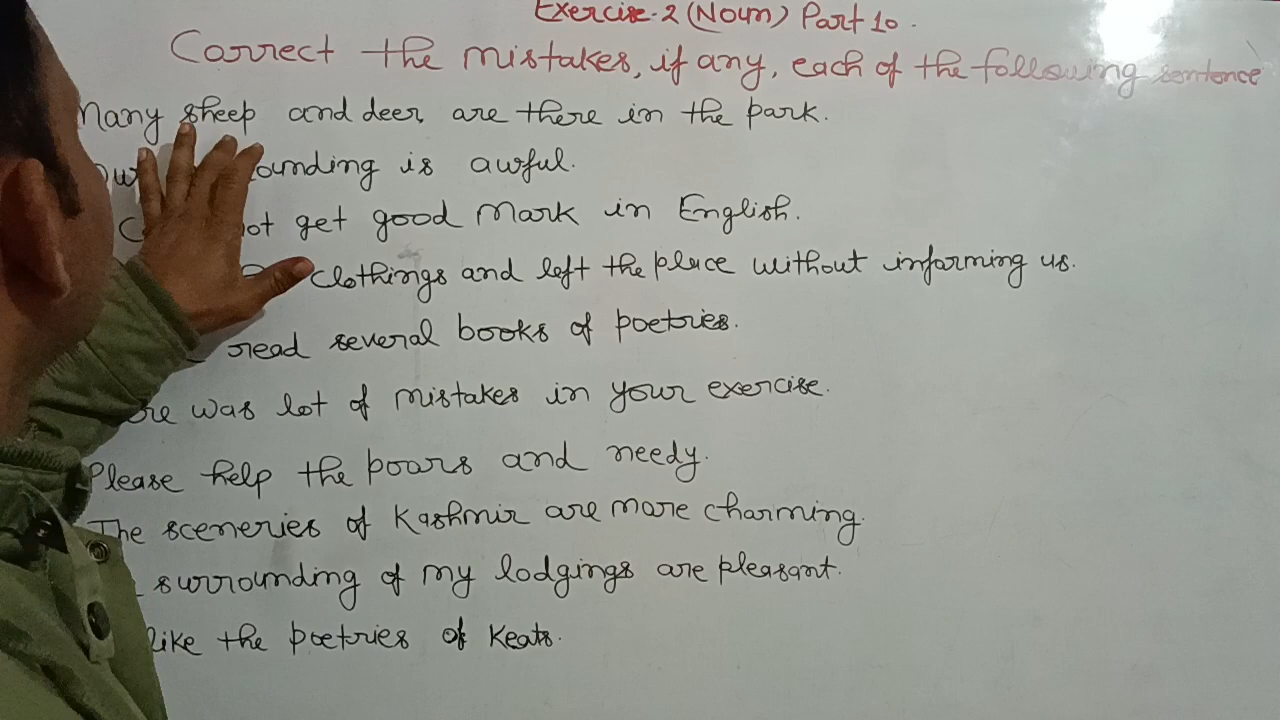 Exercise-2 (Noun) Part 10.
Correct the mistakes, if any, each of the following sentence
Many sheep and deer are there in the park.
ounding is awful.
ot get good mark in English.
clothings and left the place without informing us.
read several books of poetries.
ere was lot of mistakes in your exercise.
Please help the poors and needy.
The sceneries of Kashmir are more charming.
surrounding of my lodgings are pleasant.
like the poetries of Keats.